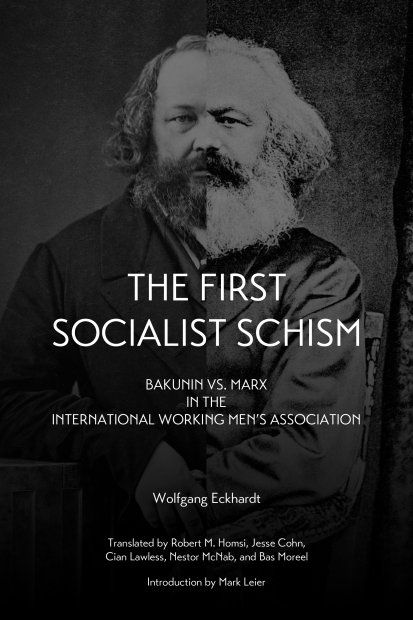 THE FIRST
SOCIALIST SCHISM
BAKUNIN VS. MARX
IN THE
INTERNATIONAL WORKING MEN'S ASSOCIATION
Wolfgang Eckhardt
Translated by Robert M. Homsi, Jesse Cohn,
Cian Lawless, Nestor McNab, and Bas Moreel
Introduction by Mark Leier